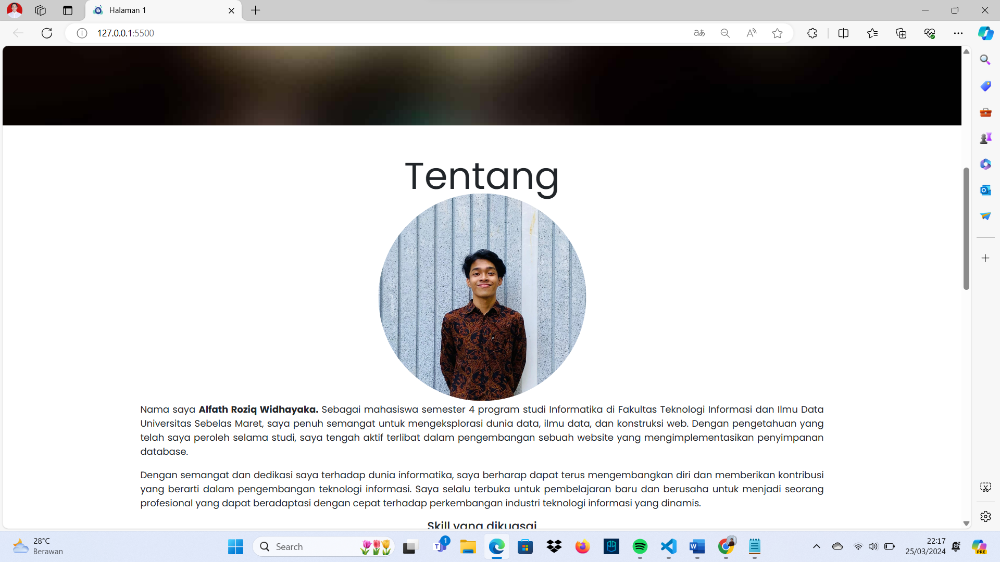 Halaman 1
127.0.0.1:5500
Tentang
Nama saya Alfath Roziq Widhayaka. Sebagai mahasiswa semester 4 program studi Informatika di Fakultas Teknologi Informasi dan Ilmu Data
Universitas Sebelas Maret, saya penuh semangat untuk mengeksplorasi dunia data, ilmu data, dan konstruksi web. Dengan pengetahuan yang
telah saya peroleh selama studi, saya tengah aktif terlibat dalam pengembangan sebuah website yang mengimplementasikan penyimpanan
database.
Dengan semangat dan dedikasi saya terhadap dunia informatika, saya berharap dapat terus mengembangkan diri dan memberikan kontribusi
yang berarti dalam pengembangan teknologi informasi. Saya selalu terbuka untuk pembelajaran baru dan berusaha untuk menjadi seorang
profesional yang dapat beradaptasi dengan cepat terhadap perkembangan industri teknologi informasi yang dinamis.
Skill yang dikuasai
28°C
Berawan
Search
1
22:17
25/03/2024
PRE